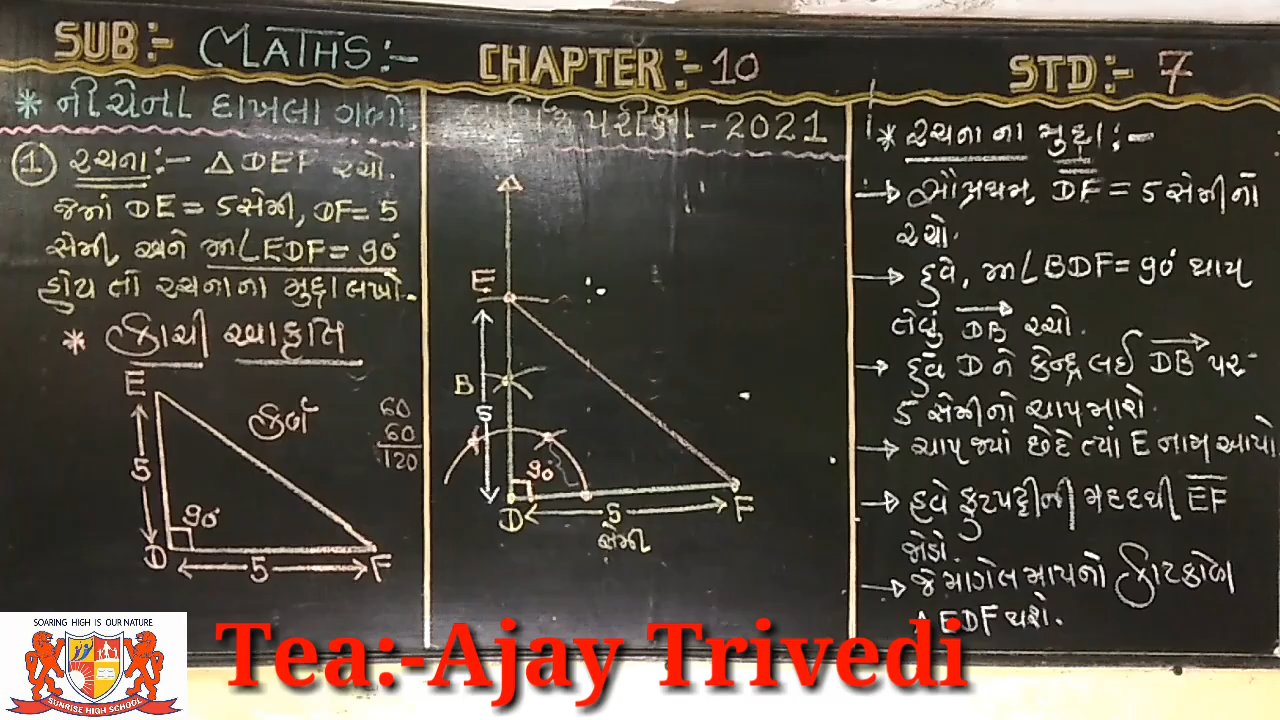 SUB:- MATHS:-
CHAPTER:-10
STD:- 7
* નીચેના દાખલા ગણો.
① રચના:- △DEF રચો.
જેમાં DE = 5સેમી, DF= 5
સેમી અને m∠EDF= 90°
હોય તો રચનાના મુદ્દા લખો.
* કાચી આકૃતિ
E
કર્ણ
5
90°
D
5
F
60
60
120
પરીક્ષા-2021
E
B
5
90°
D
5
સેમી
F
* રચના ના મુદ્દા:-
→ સૌપ્રથમ, DF = 5 સેમીનો
રચો.
→ હવે, m∠BDF= 90° થાય
તેવું DB રચો.
→ હવે D ને કેન્દ્ર લઈ DB પર
5 સેમીનો ચાપ મારો.
→ ચાપ જ્યાં છેદે ત્યાં E નામ આપો
→ હવે ફુટપટ્ટીની મદદથી EF
જોડો.
→ જે માગેલ માપનો કાટકોણ
△EDF થશે.
SOARING HIGH IS OUR NATURE
SUNRISE HIGH SCHOOL
Tea:-Ajay Trivedi